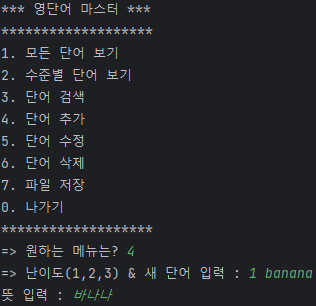 *** 영단어 마스터 ***
********************
1. 모든 단어 보기
2. 수준별 단어 보기
3. 단어 검색
4. 단어 추가
5. 단어 수정
6. 단어 삭제
7. 파일 저장
0. 나가기
********************
=> 원하는 메뉴는? 4
=> 난이도(1,2,3) & 새 단어 입력 : 1 banana
뜻 입력 : 바나나